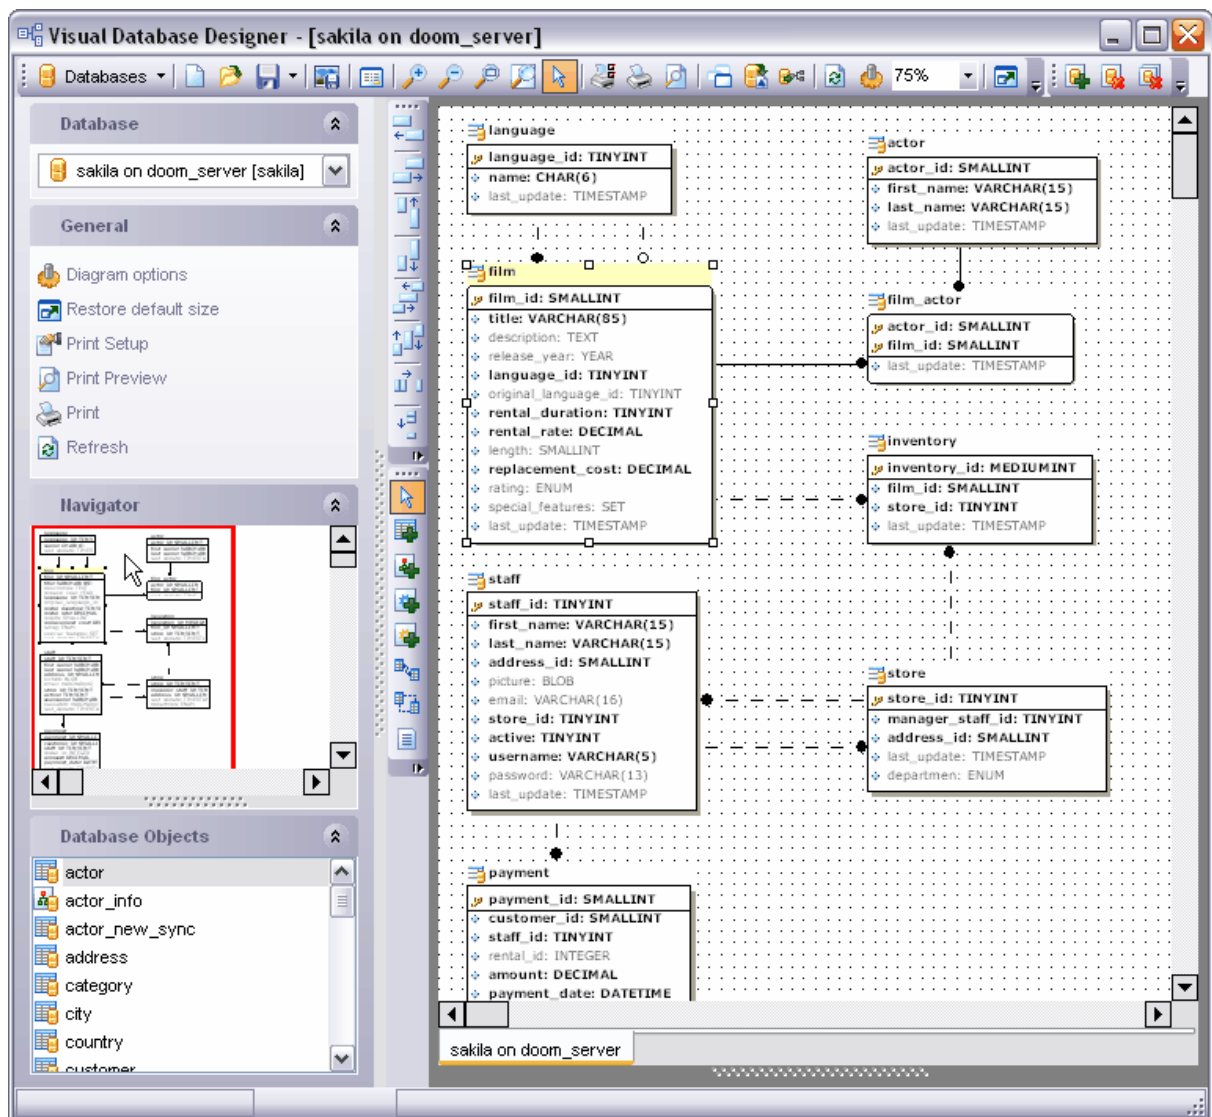 Visual Database Designer - [sakila on doom_server]
Databases
75%
Database
sakila on doom_server [sakila]
General
Diagram options
Restore default size
Print Setup
Print Preview
Print
Refresh
Navigator
Database Objects
actor
actor_info
actor_new_sync
address
category
city
country
customer
language
language_id: TINYINT
name: CHAR(6)
last_update: TIMESTAMP
film
film_id: SMALLINT
title: VARCHAR(85)
description: TEXT
release_year: YEAR
language_id: TINYINT
original_language_id: TINYINT
rental_duration: TINYINT
rental_rate: DECIMAL
length: SMALLINT
replacement_cost: DECIMAL
rating: ENUM
special_features: SET
last_update: TIMESTAMP
staff
staff_id: TINYINT
first_name: VARCHAR(15)
last_name: VARCHAR(15)
address_id: SMALLINT
picture: BLOB
email: VARCHAR(16)
store_id: TINYINT
active: TINYINT
username: VARCHAR(5)
password: VARCHAR(13)
last_update: TIMESTAMP
payment
payment_id: SMALLINT
customer_id: SMALLINT
staff_id: TINYINT
rental_id: INTEGER
amount: DECIMAL
payment_date: DATETIME
actor
actor_id: SMALLINT
first_name: VARCHAR(15)
last_name: VARCHAR(15)
last_update: TIMESTAMP
film_actor
actor_id: SMALLINT
film_id: SMALLINT
last_update: TIMESTAMP
inventory
inventory_id: MEDIUMINT
film_id: SMALLINT
store_id: TINYINT
last_update: TIMESTAMP
store
store_id: TINYINT
manager_staff_id: TINYINT
address_id: SMALLINT
last_update: TIMESTAMP
departmen: ENUM
sakila on doom_server